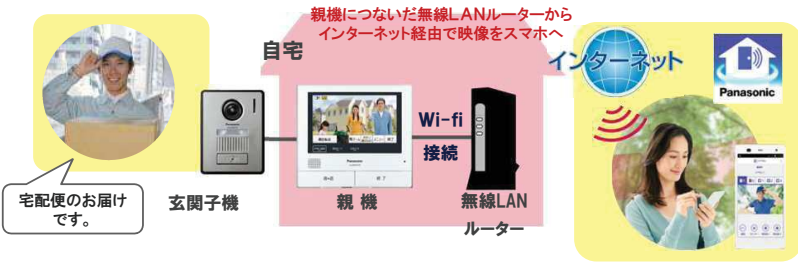 親機につないだ無線LANルーターから
インターネット経由で映像をスマホへ
自宅
インターネット
Panasonic
Wi-fi
接続
Panasonic
宅配便のお届け
です。
玄関子機
親機
無線LAN
ルーター